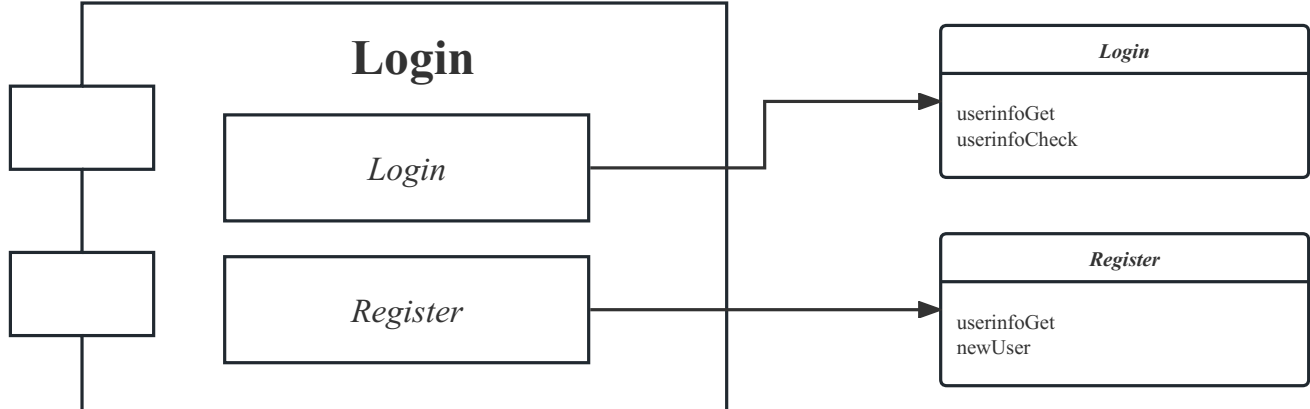 Login
Login
Register
Login
userinfoGet
userinfoCheck
Register
userinfoGet
newUser